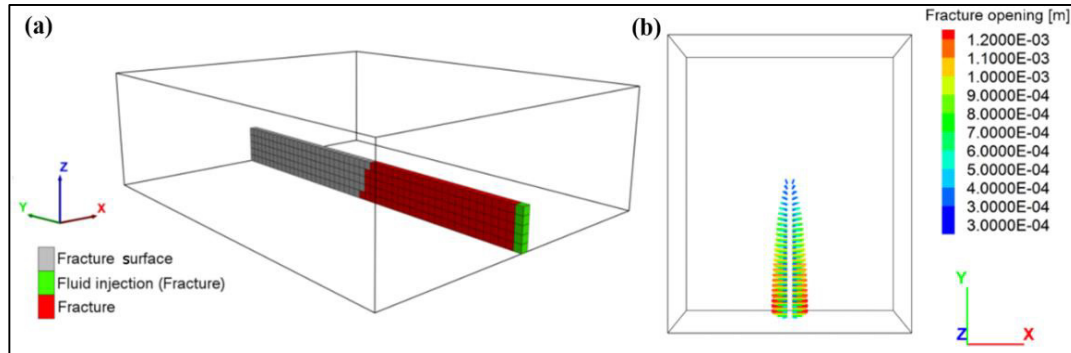 (a)
Z
Y
X
Fracture surface
Fluid injection (Fracture)
Fracture
(b)
Fracture opening [m]
1.2000E-03
1.1000E-03
1.0000E-03
9.0000E-04
8.0000E-04
7.0000E-04
6.0000E-04
5.0000E-04
4.0000E-04
3.0000E-04
3.0000E-04
Y
Z
X